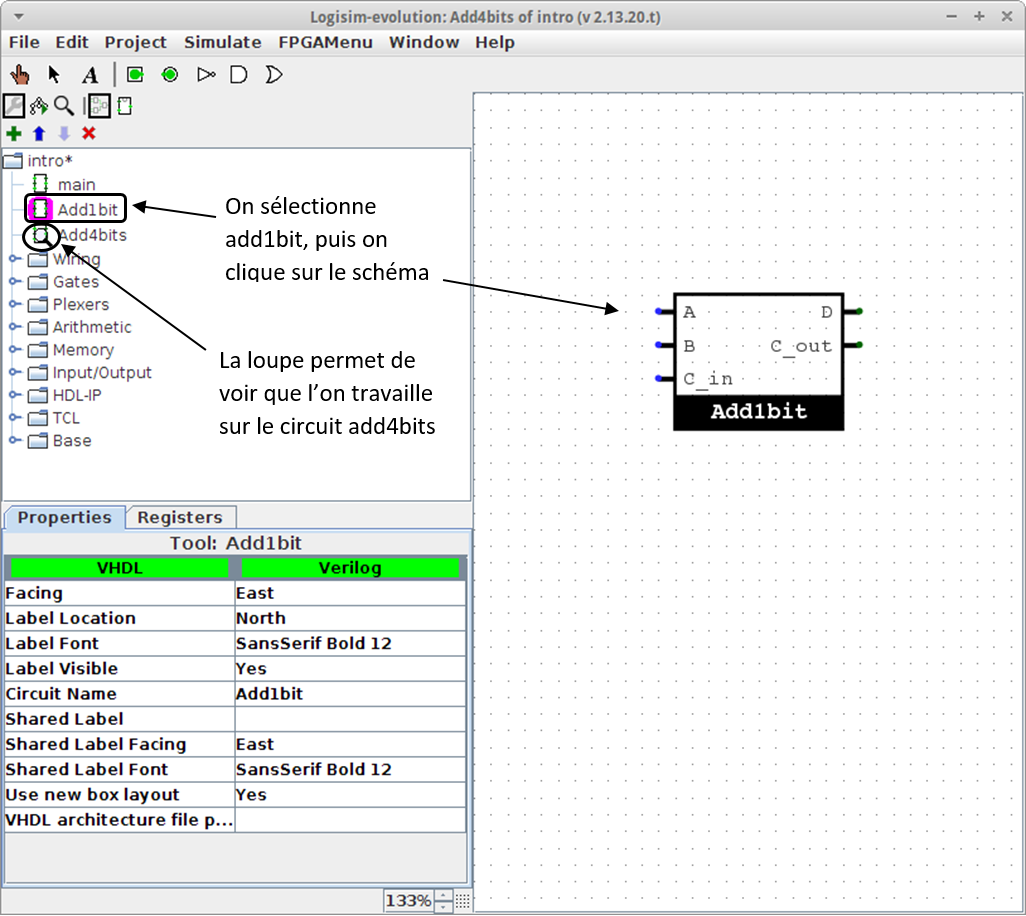 Logisim-evolution: Add4bits of intro (v 2.13.20.t)
File Edit Project Simulate FPGAMenu Window Help
A
intro*
main
Add1bit
Add4bits
Wiring
Gates
Plexers
Arithmetic
Memory
Input/Output
HDL-IP
TCL
Base
On sélectionne
add1bit, puis on
clique sur le schéma
La loupe permet de
voir que l’on travaille
sur le circuit add4bits
A D
B C_out
C_in
Add1bit
Properties Registers
Tool: Add1bit
VHDL Verilog
Facing East
Label Location North
Label Font SansSerif Bold 12
Label Visible Yes
Circuit Name Add1bit
Shared Label
Shared Label Facing East
Shared Label Font SansSerif Bold 12
Use new box layout Yes
VHDL architecture file p...
133%